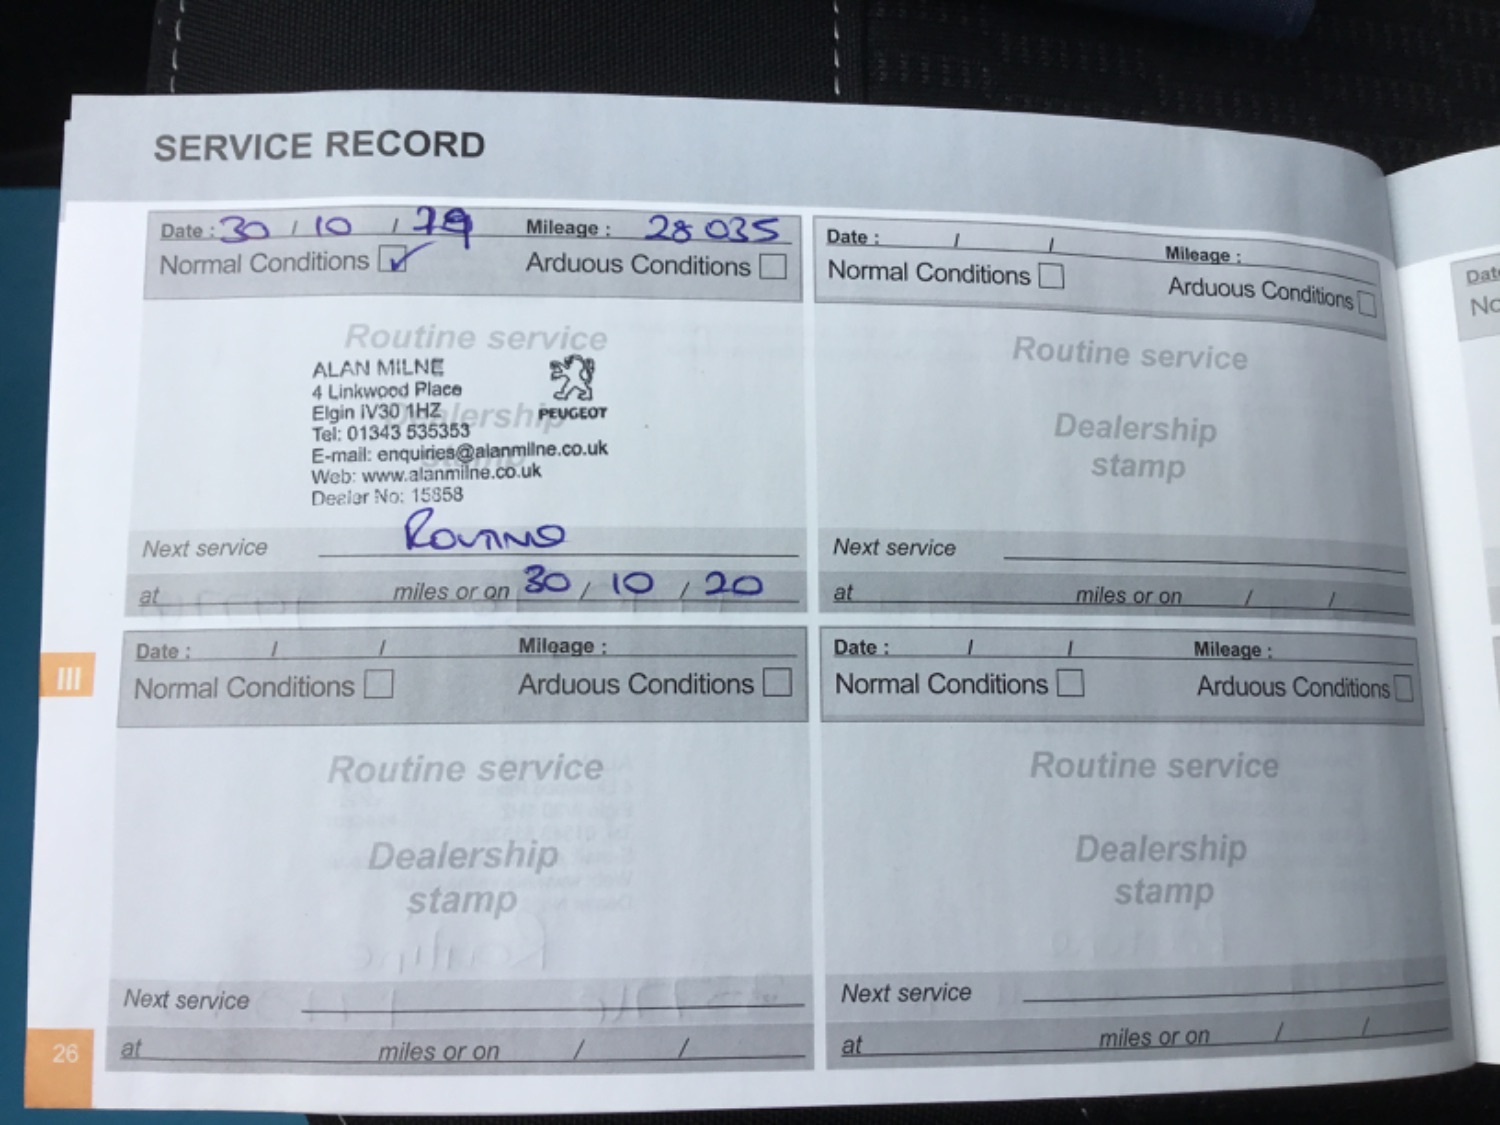 SERVICE RECORD
Date : 30 / 10 / 19 Mileage : 28 035
Normal Conditions Arduous Conditions
Routine service
Dealership
stamp
ALAN MILNE
4 Linkwood Place
Elgin IV30 1HZ
Tel: 01343 535353
E-mail: enquiries@alanmilne.co.uk
Web: www.alanmilne.co.uk
Dealer No: 15858
PEUGEOT
Next service Routine
at miles or on 30 / 10 / 20
Date : / / Mileage :
Normal Conditions Arduous Conditions
Routine service
Dealership
stamp
Next service
at miles or on / /
III
Date : / / Mileage :
Normal Conditions Arduous Conditions
Routine service
Dealership
stamp
Next service
at miles or on / /
Date : / / Mileage :
Normal Conditions Arduous Conditions
Routine service
Dealership
stamp
Next service
at miles or on / /
26